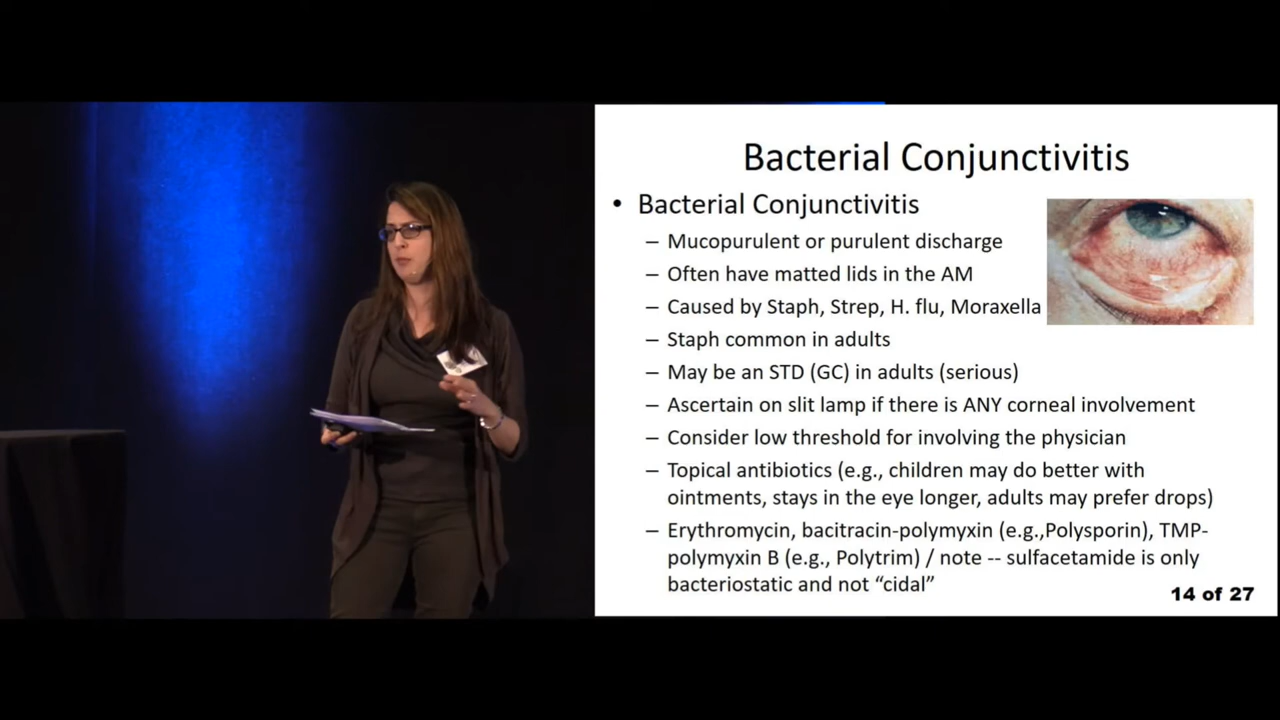 Bacterial Conjunctivitis
• Bacterial Conjunctivitis
– Mucopurulent or purulent discharge
– Often have matted lids in the AM
– Caused by Staph, Strep, H. flu, Moraxella
– Staph common in adults
– May be an STD (GC) in adults (serious)
– Ascertain on slit lamp if there is ANY corneal involvement
– Consider low threshold for involving the physician
– Topical antibiotics (e.g., children may do better with
ointments, stays in the eye longer, adults may prefer drops)
– Erythromycin, bacitracin-polymyxin (e.g.,Polysporin), TMP-
polymyxin B (e.g., Polytrim) / note -- sulfacetamide is only
bacteriostatic and not “cidal”
14 of 27